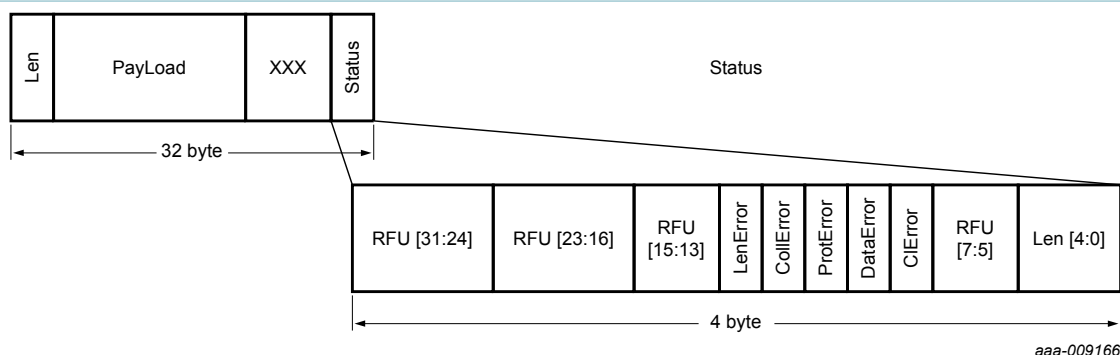 Len
PayLoad
XXX
Status
Status
32 byte
RFU [31:24]
RFU [23:16]
RFU
[15:13]
LenError
CollError
ProtError
DataError
ClError
RFU
[7:5]
Len [4:0]
4 byte
aaa-009166